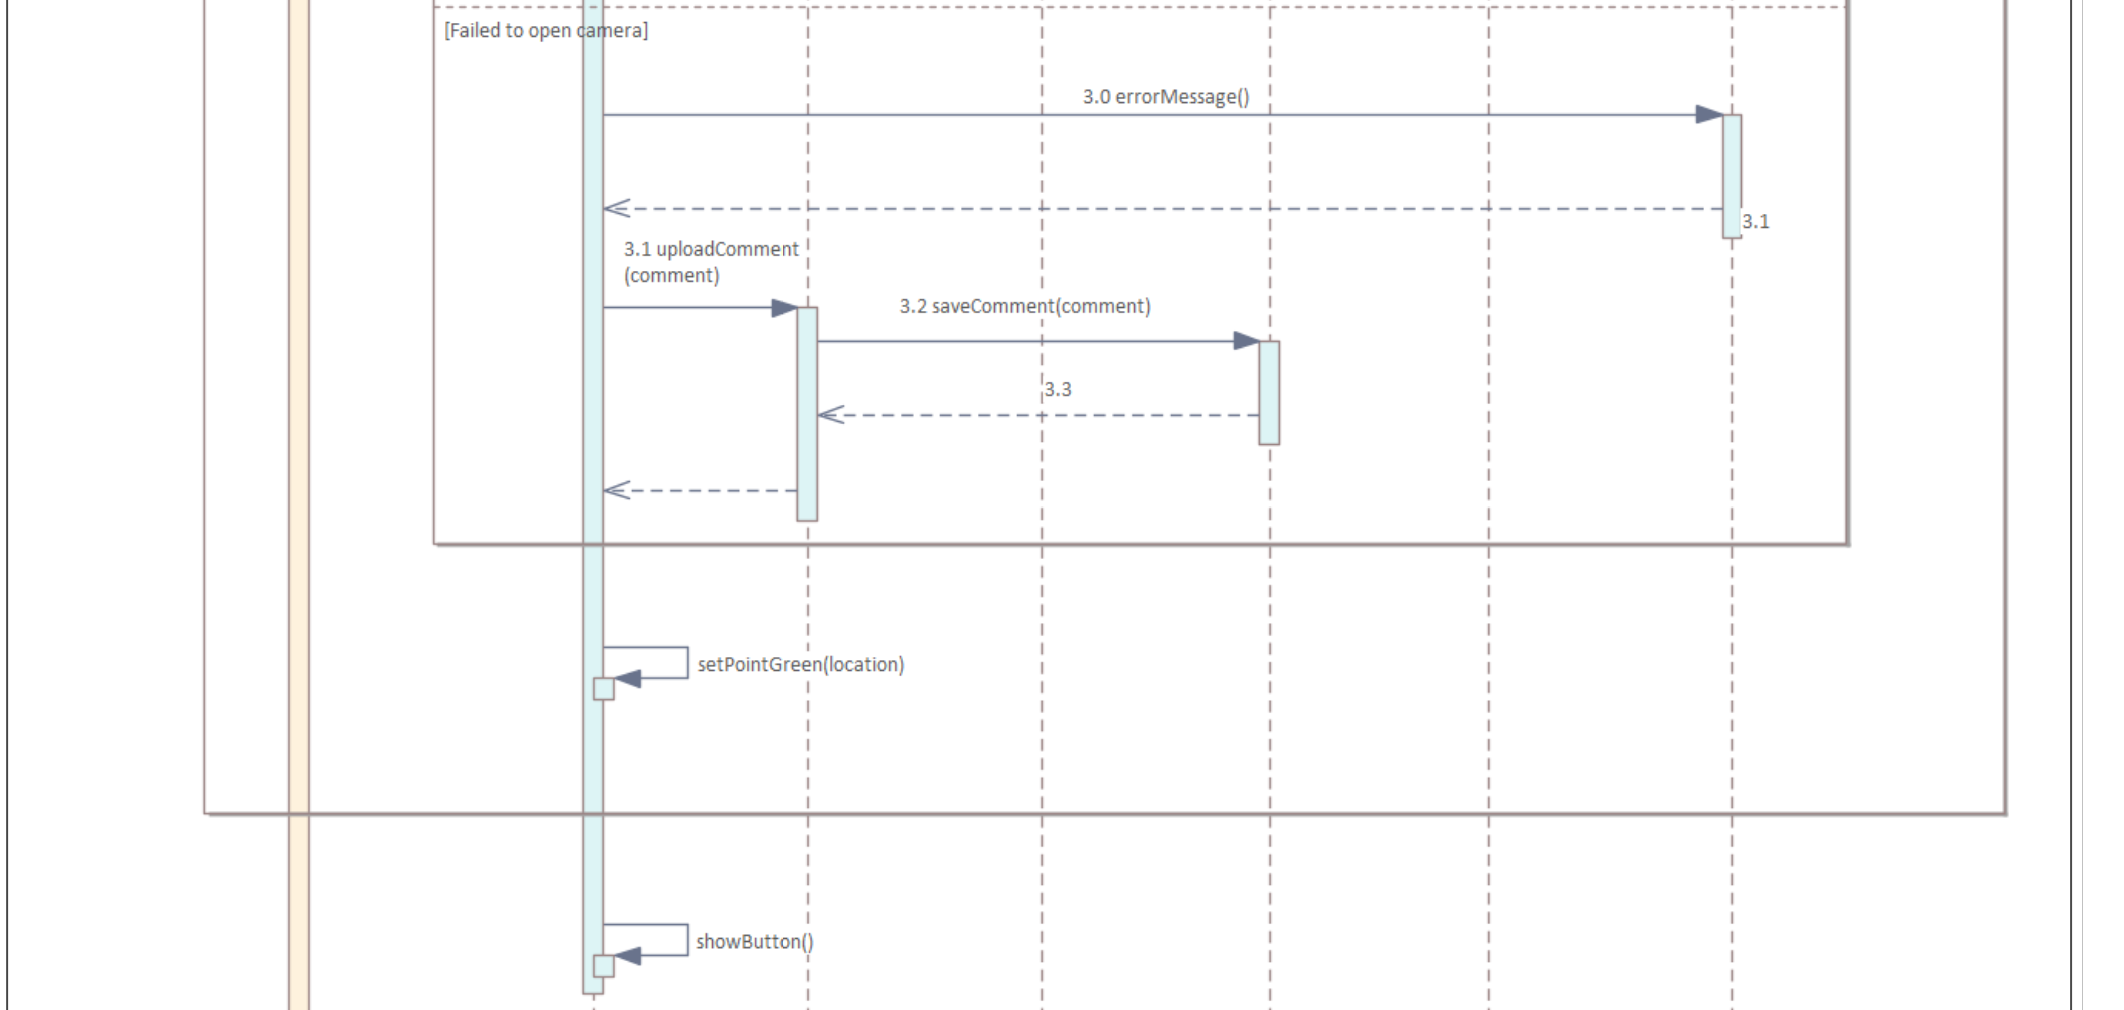 [Failed to open camera]
3.0 errorMessage()
3.1
3.1 uploadComment
(comment)
3.2 saveComment(comment)
3.3
setPointGreen(location)
showButton()